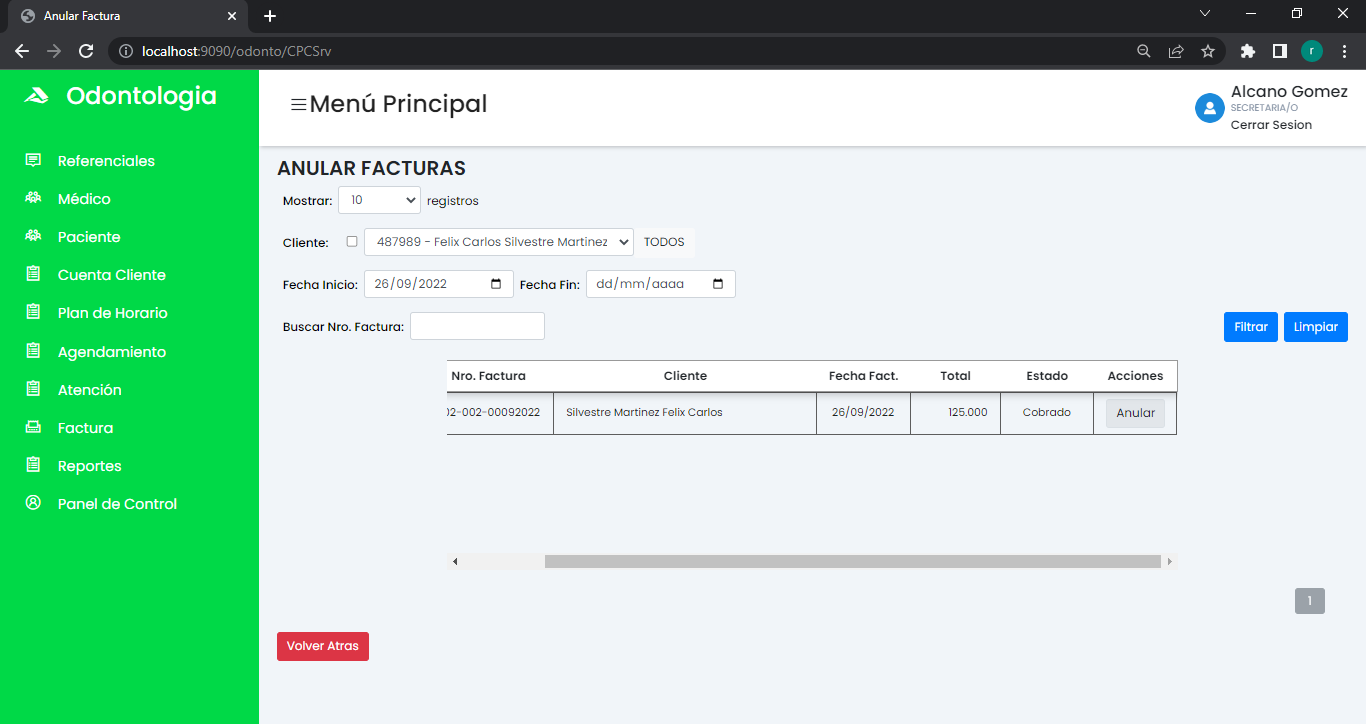 Anular Factura
localhost:9090/odonto/CPCSrv
r
Odontologia
Menú Principal
Alcano Gomez
SECRETARIA/O
Cerrar Sesion
Referenciales
Médico
Paciente
Cuenta Cliente
Plan de Horario
Agendamiento
Atención
Factura
Reportes
Panel de Control
ANULAR FACTURAS
Mostrar: 10 registros
Cliente: 487989 - Felix Carlos Silvestre Martinez TODOS
Fecha Inicio: 26/09/2022 Fecha Fin: dd/mm/aaaa
Buscar Nro. Factura: Filtrar Limpiar
Nro. Factura Cliente Fecha Fact. Total Estado Acciones
02-002-00092022 Silvestre Martinez Felix Carlos 26/09/2022 125.000 Cobrado Anular
1
Volver Atras